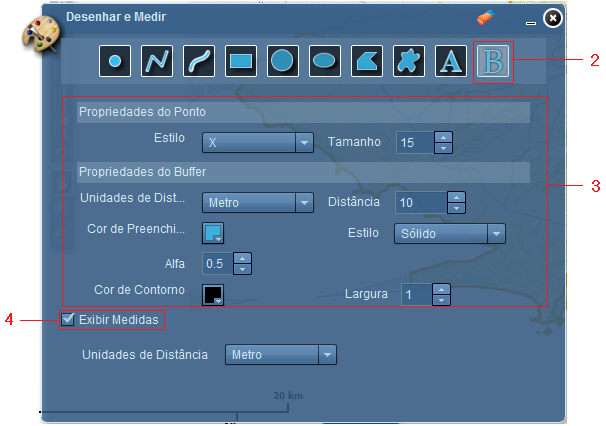 Desenhar e Medir
A B
2
Propriedades do Ponto
Estilo X Tamanho 15
Propriedades do Buffer
3
Unidades de Dist... Metro Distância 10
Cor de Preenchi... Estilo Sólido
Alfa 0.5
Cor de Contorno Largura 1
4 Exibir Medidas
Unidades de Distância Metro
20 km